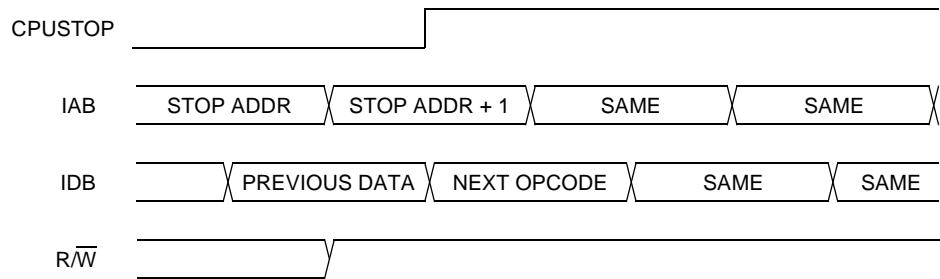 CPUSTOP
IAB STOP ADDR STOP ADDR + 1 SAME SAME
IDB PREVIOUS DATA NEXT OPCODE SAME SAME
R/W̅